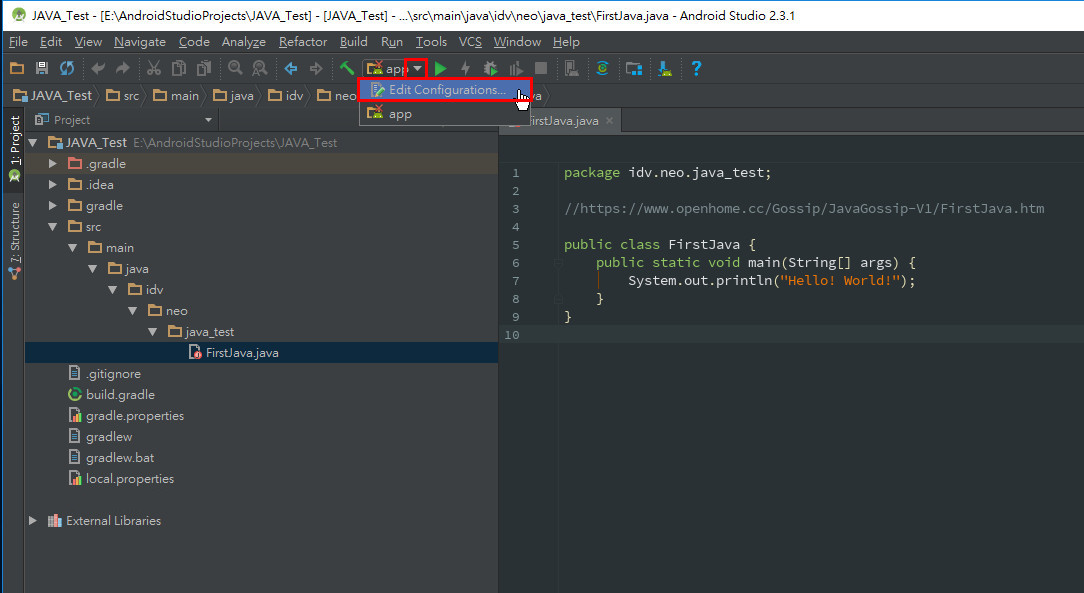 JAVA_Test - [E:\AndroidStudioProjects\JAVA_Test] - [JAVA_Test] - ...\src\main\java\idv\neo\java_test\FirstJava.java - Android Studio 2.3.1
File Edit View Navigate Code Analyze Refactor Build Run Tools VCS Window Help
app
JAVA_Test src main java idv neo
Edit Configurations...
app
1: Project
7: Structure
Project
FirstJava.java
JAVA_Test E:\AndroidStudioProjects\JAVA_Test
.gradle
.idea
gradle
src
main
java
idv
neo
java_test
FirstJava.java
.gitignore
build.gradle
gradle.properties
gradlew
gradlew.bat
local.properties
External Libraries
1 package idv.neo.java_test;
2
3 //https://www.openhome.cc/Gossip/JavaGossip-V1/FirstJava.htm
4
5 public class FirstJava {
6 public static void main(String[] args) {
7 System.out.println("Hello! World!");
8 }
9 }
10